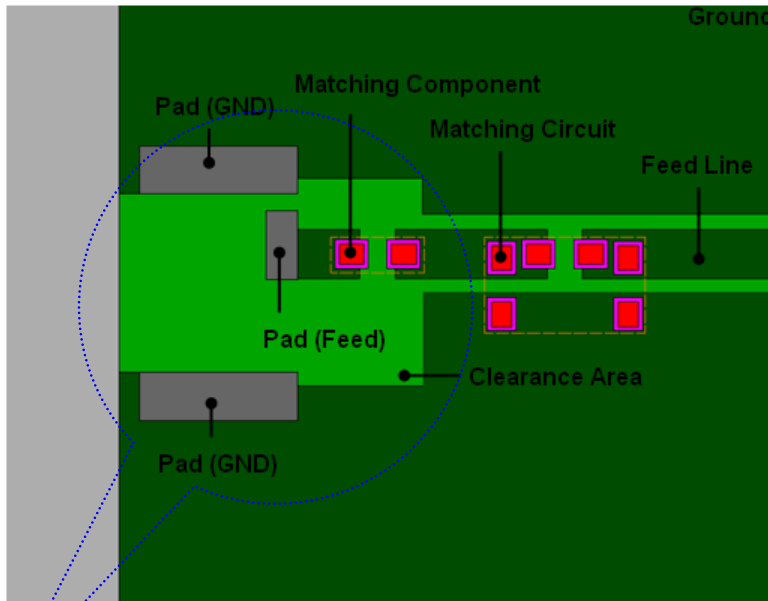 Ground
Matching Component
Pad (GND)
Matching Circuit
Feed Line
Pad (Feed)
Clearance Area
Pad (GND)